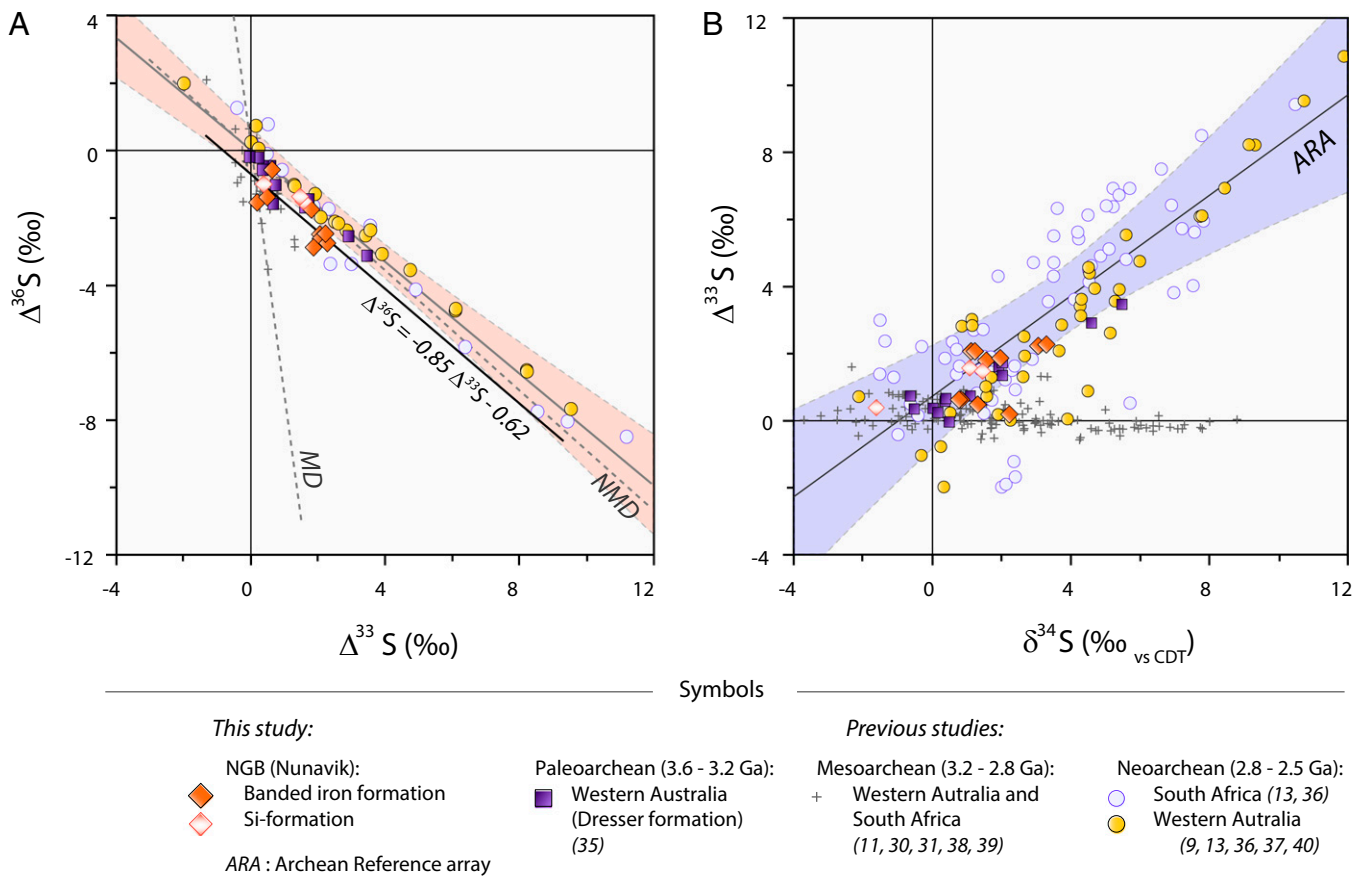 A
4
0
-4
-8
-12
-4
0
4
8
12
Δ36S (‰)
Δ33 S (‰)
Δ36S = -0.85 Δ33S - 0.62
MD
NMD
B
12
8
4
0
-4
-4
0
4
8
12
Δ33 S (‰)
δ34S (‰ vs CDT)
ARA
Symbols
This study:
NGB (Nunavik):
Banded iron formation
Si-formation
ARA : Archean Reference array
Paleoarchean (3.6 - 3.2 Ga):
Western Australia
(Dresser formation)
(35)
Previous studies:
Mesoarchean (3.2 - 2.8 Ga):
Western Autralia and
South Africa
(11, 30, 31, 38, 39)
Neoarchean (2.8 - 2.5 Ga):
South Africa (13, 36)
Western Autralia
(9, 13, 36, 37, 40)